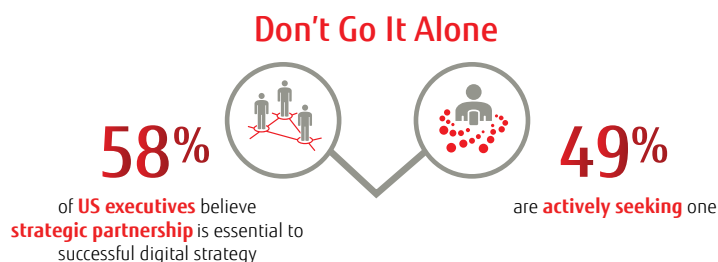 Don't Go It Alone
58%
of US executives believe
strategic partnership is essential to
successful digital strategy
49%
are actively seeking one